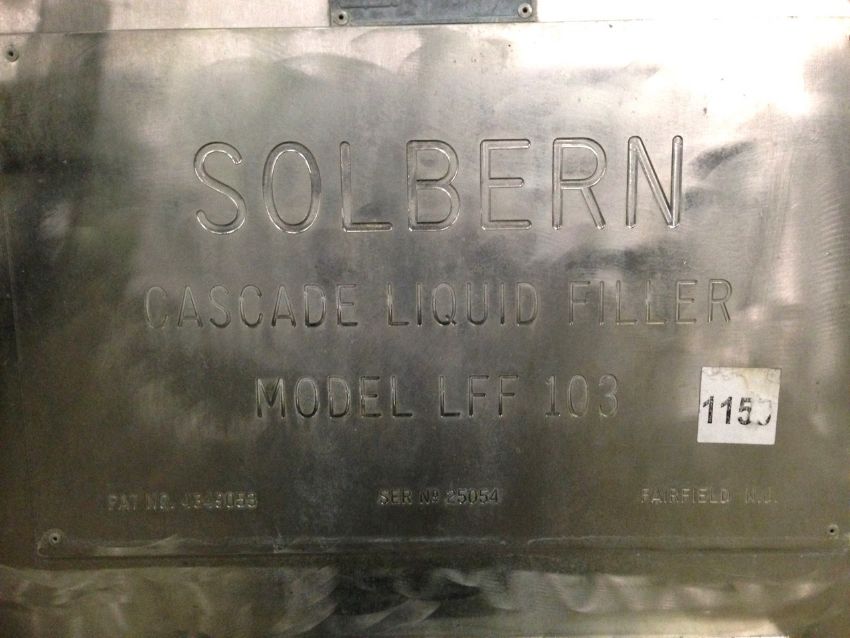 SOLBERN
CASCADE LIQUID FILLER
MODEL LFF 103
SER Nº 25054
PAT NO.
FAIRFIELD N.J.